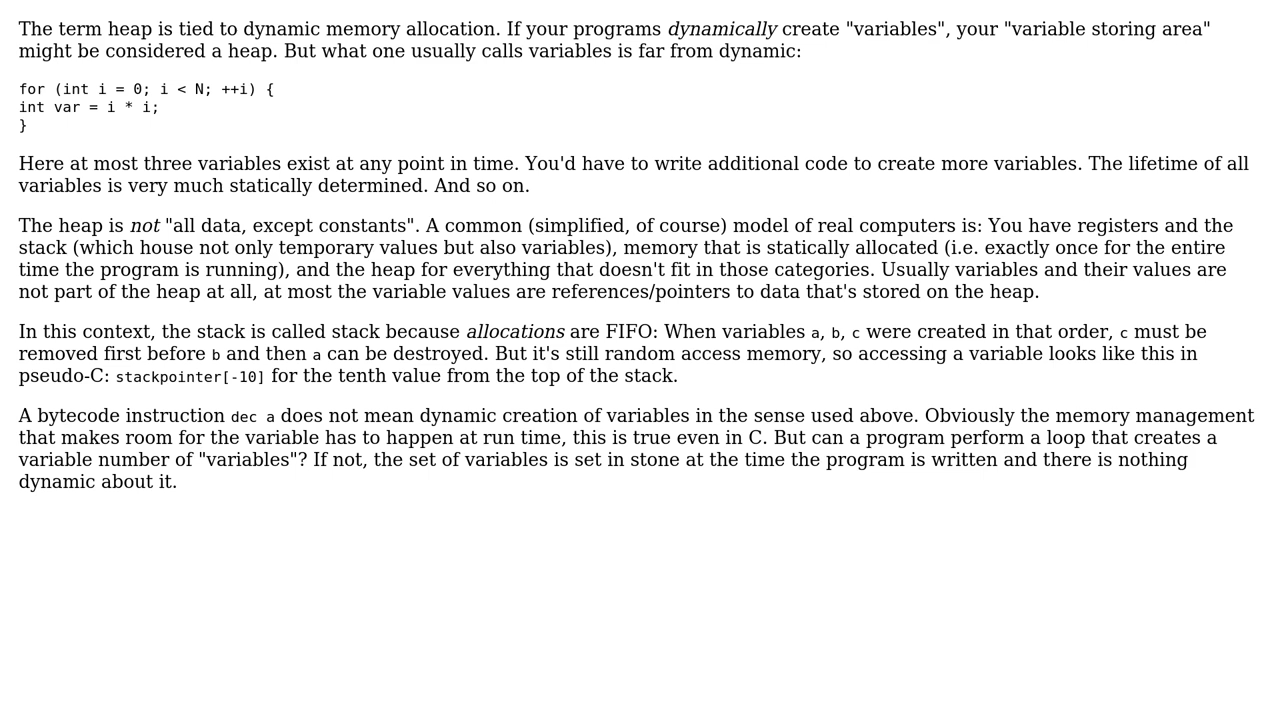 The term heap is tied to dynamic memory allocation. If your programs dynamically create "variables", your "variable storing area"
might be considered a heap. But what one usually calls variables is far from dynamic:
for (int i = 0; i < N; ++i) {
int var = i * i;
}
Here at most three variables exist at any point in time. You'd have to write additional code to create more variables. The lifetime of all
variables is very much statically determined. And so on.
The heap is not "all data, except constants". A common (simplified, of course) model of real computers is: You have registers and the
stack (which house not only temporary values but also variables), memory that is statically allocated (i.e. exactly once for the entire
time the program is running), and the heap for everything that doesn't fit in those categories. Usually variables and their values are
not part of the heap at all, at most the variable values are references/pointers to data that's stored on the heap.
In this context, the stack is called stack because allocations are FIFO: When variables a, b, c were created in that order, c must be
removed first before b and then a can be destroyed. But it's still random access memory, so accessing a variable looks like this in
pseudo-C: stackpointer[-10] for the tenth value from the top of the stack.
A bytecode instruction dec a does not mean dynamic creation of variables in the sense used above. Obviously the memory management
that makes room for the variable has to happen at run time, this is true even in C. But can a program perform a loop that creates a
variable number of "variables"? If not, the set of variables is set in stone at the time the program is written and there is nothing
dynamic about it.